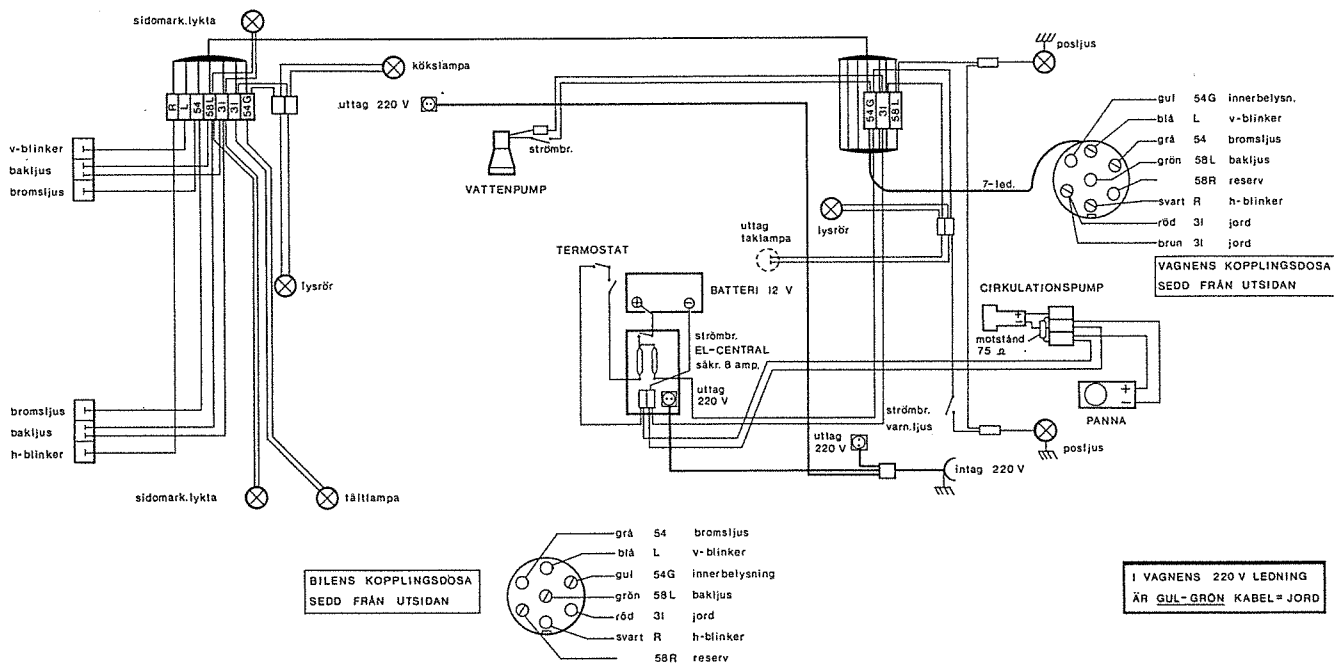 sidomark.lykta
kökslampa
uttag 220 V
R
L
54
58L
31
31
54G
v-blinker
bakljus
bromsljus
strömbr.
VATTENPUMP
lysrör
posljus
54G
31
58L
7-led.
gul 54G innerbelysn.
blå L v-blinker
grå 54 bromsljus
grön 58L bakljus
58R reserv
svart R h-blinker
röd 31 jord
brun 31 jord
VAGNENS KOPPLINGSDOSA
SEDD FRÅN UTSIDAN
lysrör
uttag
taklampa
TERMOSTAT
BATTERI 12 V
strömbr.
EL-CENTRAL
säkr. 8 amp.
uttag
220 V
CIRKULATIONSPUMP
motstånd
75 Ω
PANNA
strömbr.
varn.ljus
uttag
220 V
intag 220 V
posljus
bromsljus
bakljus
h-blinker
sidomark.lykta
tältlampa
BILENS KOPPLINGSDOSA
SEDD FRÅN UTSIDAN
grå 54 bromsljus
blå L v-blinker
gul 54G innerbelysning
grön 58L bakljus
röd 31 jord
svart R h-blinker
58R reserv
I VAGNENS 220 V LEDNING
ÄR GUL-GRÖN KABEL = JORD